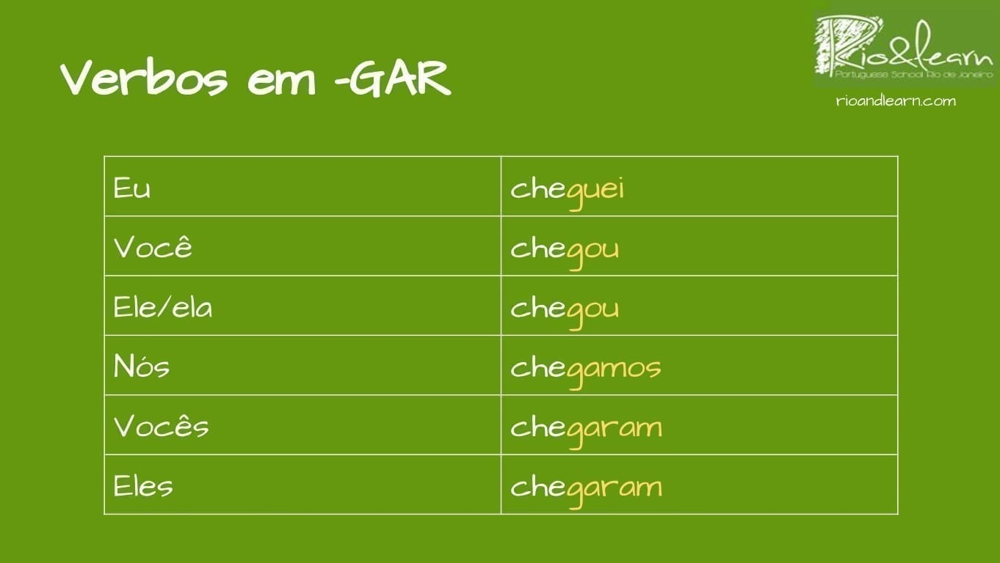 Rio&learn
Portuguese School Rio de Janeiro
rioandlearn.com
Verbos em -GAR
Eu cheguei
Você chegou
Ele/ela chegou
Nós chegamos
Vocês chegaram
Eles chegaram